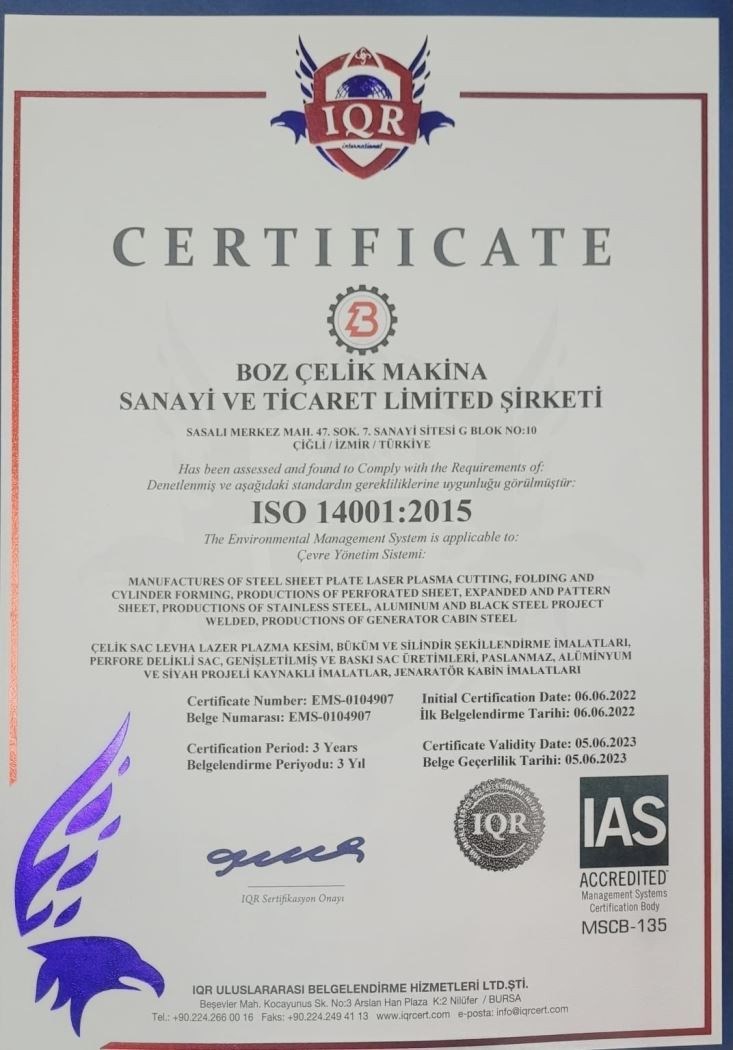 IQR
international
CERTIFICATE
B
BOZ ÇELİK MAKİNA
SANAYİ VE TİCARET LİMİTED ŞİRKETİ
SASALI MERKEZ MAH. 47. SOK. 7. SANAYİ SİTESİ G BLOK NO:10
ÇİĞLİ / İZMİR / TÜRKİYE
Has been assessed and found to Comply with the Requirements of:
Denetlenmiş ve aşağıdaki standardın gerekliliklerine uygunluğu görülmüştür:
ISO 14001:2015
The Environmental Management System is applicable to:
Çevre Yönetim Sistemi:
MANUFACTURES OF STEEL SHEET PLATE LASER PLASMA CUTTING, FOLDING AND
CYLINDER FORMING, PRODUCTIONS OF PERFORATED SHEET, EXPANDED AND PATTERN
SHEET, PRODUCTIONS OF STAINLESS STEEL, ALUMINUM AND BLACK STEEL PROJECT
WELDED, PRODUCTIONS OF GENERATOR CABIN STEEL
ÇELİK SAC LEVHA LAZER PLAZMA KESİM, BÜKÜM VE SİLİNDİR ŞEKİLLENDİRME İMALATLARI,
PERFORE DELİKLİ SAC, GENİŞLETİLMİŞ VE BASKI SAC ÜRETİMLERİ, PASLANMAZ, ALÜMİNYUM
VE SİYAH PROJELİ KAYNAKLI İMALATLAR, JENARATÖR KABİN İMALATLARI
Certificate Number: EMS-0104907
Belge Numarası: EMS-0104907
Initial Certification Date: 06.06.2022
İlk Belgelendirme Tarihi: 06.06.2022
Certification Period: 3 Years
Belgelendirme Periyodu: 3 Yıl
Certificate Validity Date: 05.06.2023
Belge Geçerlilik Tarihi: 05.06.2023
IQR
IAS
ACCREDITED
Management Systems
Certification Body
MSCB-135
IQR Sertifikasyon Onayı
IQR ULUSLARARASI BELGELENDİRME HİZMETLERİ LTD.ŞTİ.
Beşevler Mah. Kocayunus Sk. No:3 Arslan Han Plaza K:2 Nilüfer / BURSA
Tel.: +90.224.266 00 16 Faks: +90.224.249 41 13 www.iqrcert.com e-posta: info@iqrcert.com